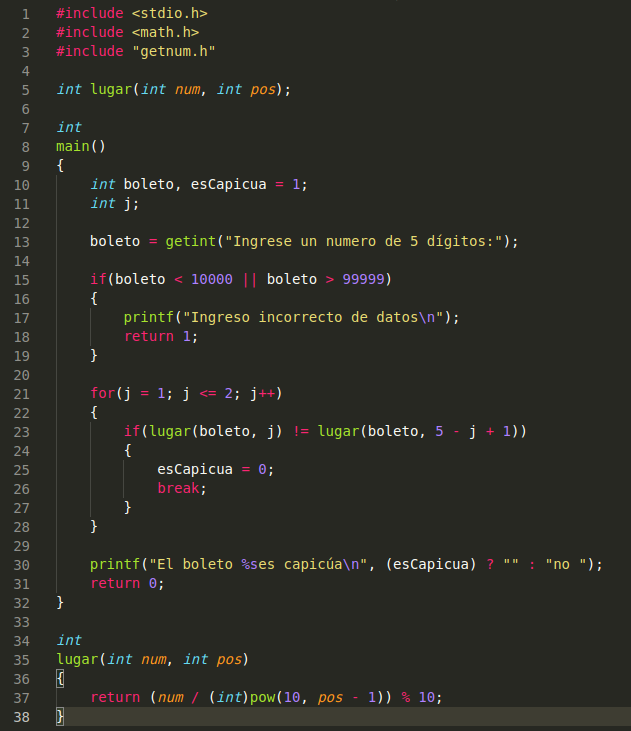 1 #include <stdio.h>
2 #include <math.h>
3 #include "getnum.h"
4
5 int lugar(int num, int pos);
6
7 int
8 main()
9 {
10     int boleto, esCapicua = 1;
11     int j;
12
13     boleto = getint("Ingrese un numero de 5 dígitos:");
14
15     if(boleto < 10000 || boleto > 99999)
16     {
17         printf("Ingreso incorrecto de datos\n");
18         return 1;
19     }
20
21     for(j = 1; j <= 2; j++)
22     {
23         if(lugar(boleto, j) != lugar(boleto, 5 - j + 1))
24         {
25             esCapicua = 0;
26             break;
27         }
28     }
29
30     printf("El boleto %ses capicúa\n", (esCapicua) ? "" : "no ");
31     return 0;
32 }
33
34 int
35 lugar(int num, int pos)
36 {
37     return (num / (int)pow(10, pos - 1)) % 10;
38 }